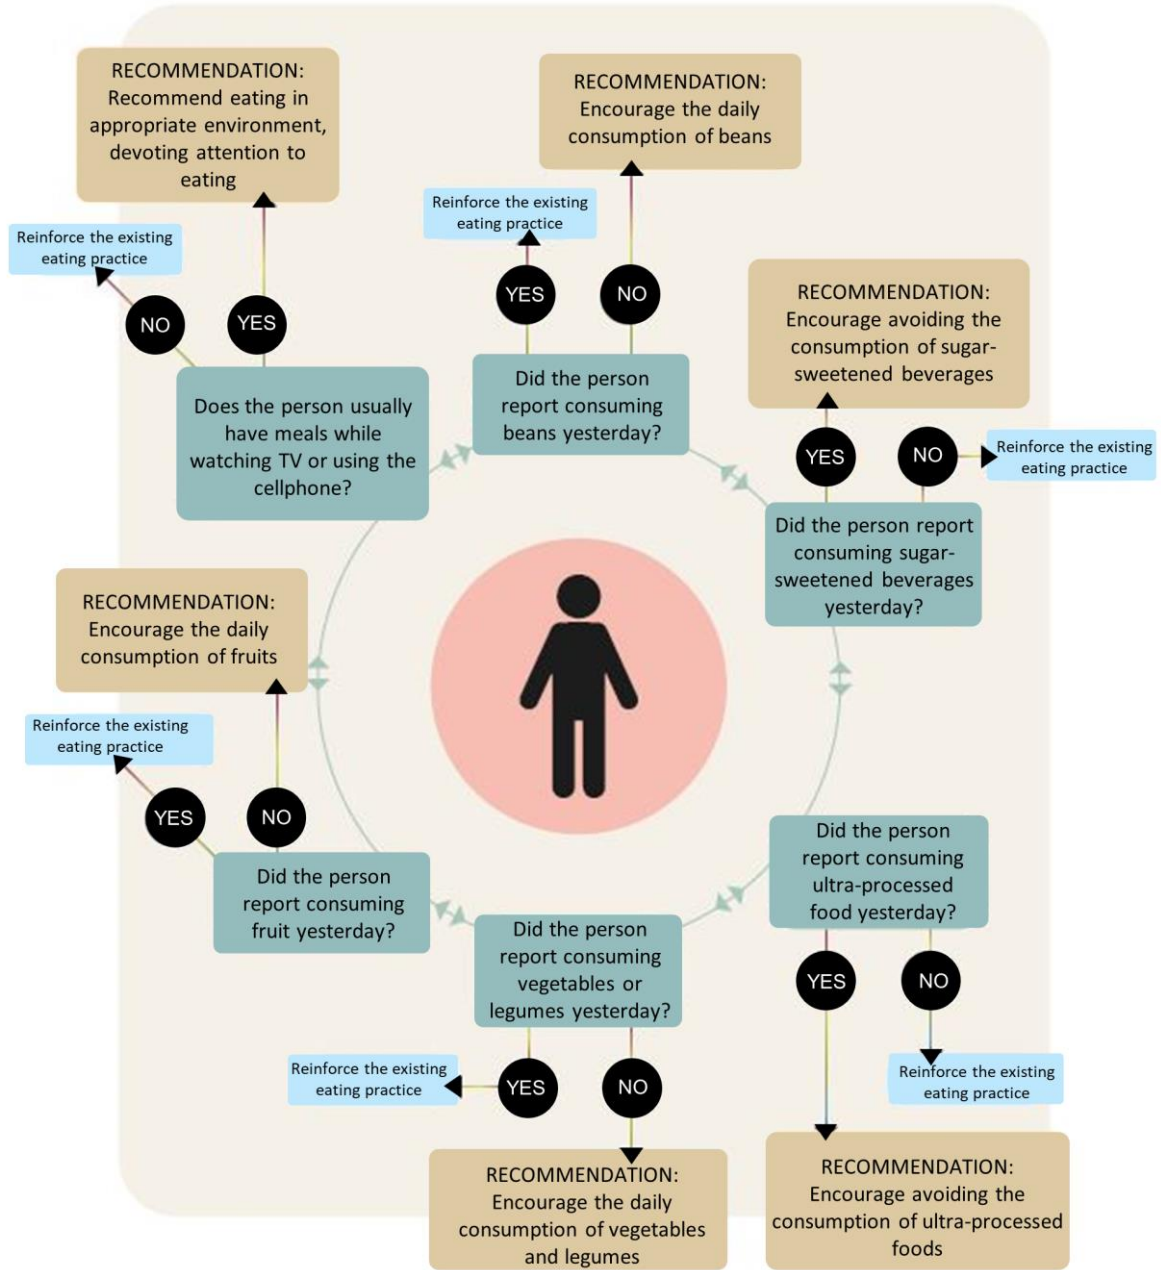 RECOMMENDATION:
Recommend eating in
appropriate environment,
devoting attention to
eating
Reinforce the existing
eating practice
NO
YES
Does the person usually
have meals while
watching TV or using the
cellphone?
RECOMMENDATION:
Encourage the daily
consumption of beans
Reinforce the existing
eating practice
YES
NO
Did the person
report consuming
beans yesterday?
RECOMMENDATION:
Encourage avoiding the
consumption of sugar-
sweetened beverages
YES
NO
Reinforce the existing
eating practice
Did the person report
consuming sugar-
sweetened beverages
yesterday?
RECOMMENDATION:
Encourage the daily
consumption of fruits
Reinforce the existing
eating practice
YES
NO
Did the person
report consuming
fruit yesterday?
Did the person
report consuming
ultra-processed
food yesterday?
YES
NO
Reinforce the existing
eating practice
RECOMMENDATION:
Encourage avoiding the
consumption of ultra-processed
foods
Did the person
report consuming
vegetables or
legumes yesterday?
Reinforce the existing
eating practice
YES
NO
RECOMMENDATION:
Encourage the daily
consumption of vegetables
and legumes